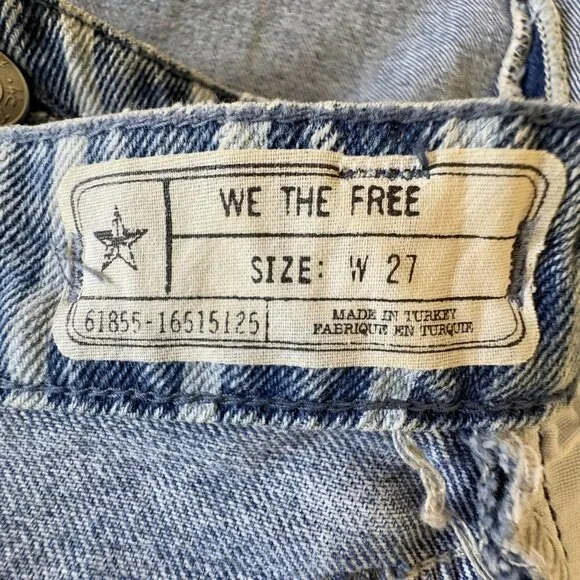 WE THE FREE
SIZE: W 27
61855-16515125
MADE IN TURKEY
FABRIQUE EN TURQUIE